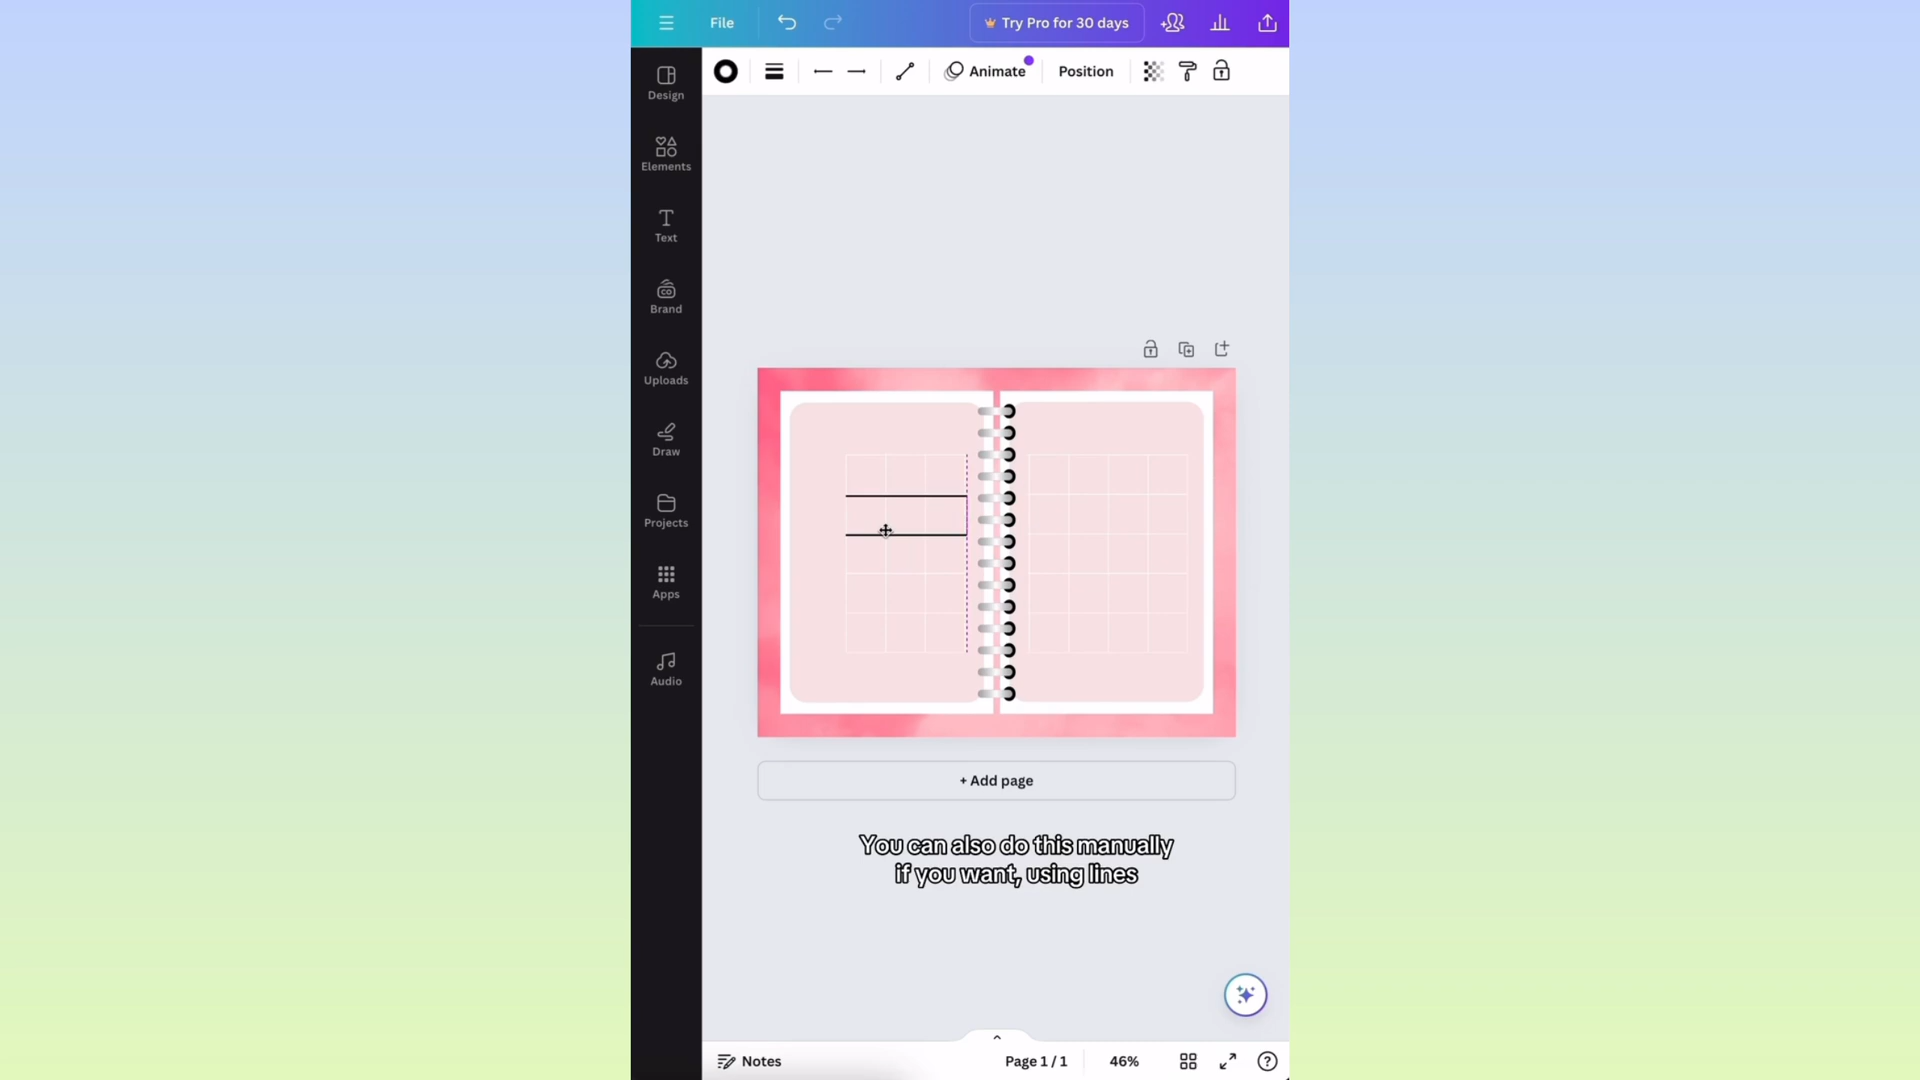 File
Try Pro for 30 days
Animate
Position
Design
Elements
Text
Brand
CO
Uploads
Draw
Projects
Apps
Audio
+ Add page
You can also do this manually
if you want, using lines
Notes
Page 1 / 1
46%